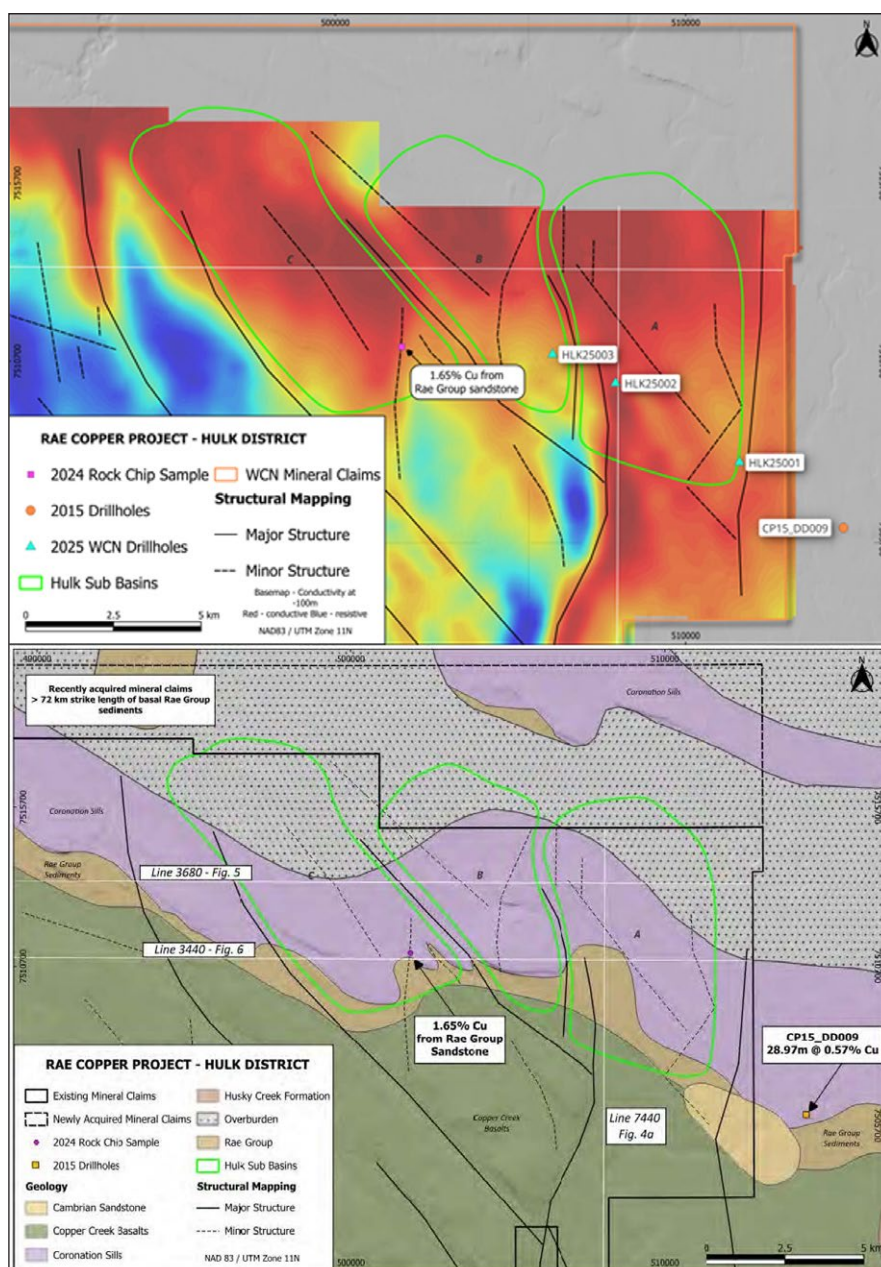 500000
510000
N
7515700
C
B
A
HLK25003
HLK25002
HLK25001
7510700
1.65% Cu from
Rae Group sandstone
CP15_DD009
RAE COPPER PROJECT - HULK DISTRICT
2024 Rock Chip Sample
WCN Mineral Claims
2015 Drillholes
Structural Mapping
2025 WCN Drillholes
Major Structure
Hulk Sub Basins
Minor Structure
Basemap - Conductivity at
-100m
Red - conductive Blue - resistive
NAD83 / UTM Zone 11N
0 2.5 5 km
510000
490000
500000
510000
N
Recently acquired mineral claims
> 72 km strike length of basal Rae Group
sediments
Coronation Sills
7515700
7515700
Coronation Sills
Rae Group
Sediments
Line 3680 - Fig. 5
C
B
A
Line 3440 - Fig. 6
7510700
7510700
1.65% Cu
from Rae Group
Sandstone
CP15_DD009
28.97m @ 0.57% Cu
Copper Creek
Basalts
Line 7440
Fig. 4a
Rae Group
Sediments
7505700
RAE COPPER PROJECT - HULK DISTRICT
Existing Mineral Claims
Husky Creek Formation
Newly Acquired Mineral Claims
Overburden
2024 Rock Chip Sample
Rae Group
2015 Drillholes
Hulk Sub Basins
Geology
Structural Mapping
Cambrian Sandstone
Major Structure
Copper Creek Basalts
Minor Structure
Coronation Sills
NAD 83 / UTM Zone 11N
500000
510000
0 2.5 5 km